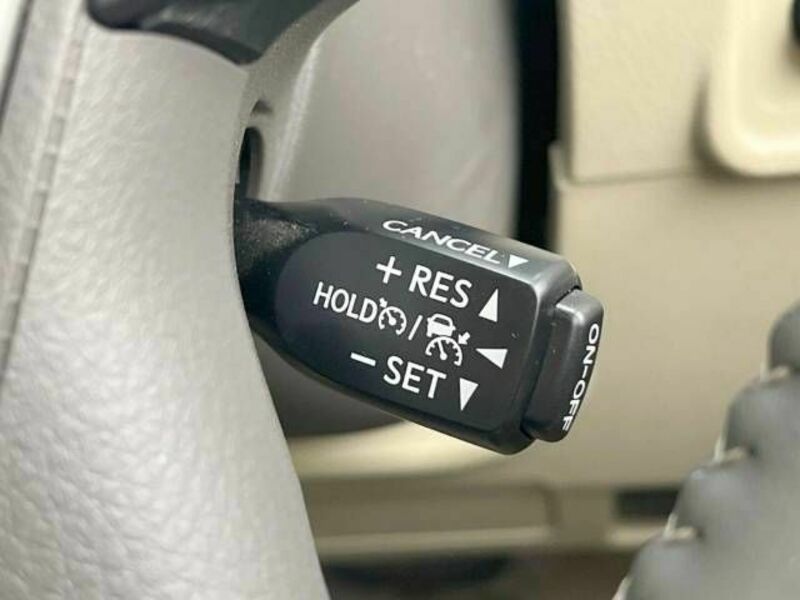 CANCEL▼
+ RES ▲
HOLD /
− SET ▼
ON-OFF